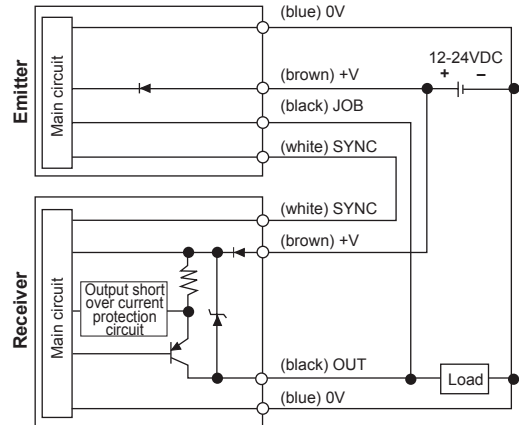 Emitter
Main circuit
(blue) 0V
(brown) +V
(black) JOB
(white) SYNC
12-24VDC
+ −
Receiver
Main circuit
Output short
over current
protection
circuit
(white) SYNC
(brown) +V
(black) OUT
(blue) 0V
Load